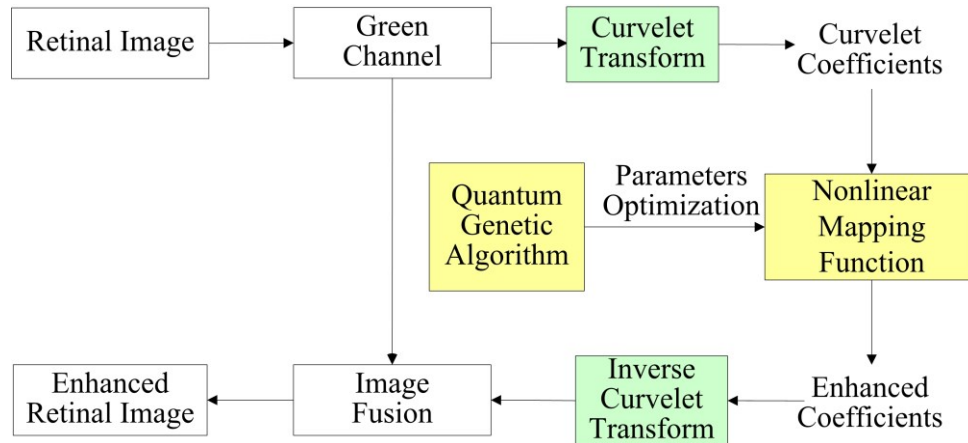 Retinal Image
Green
Channel
Curvelet
Transform
Curvelet
Coefficients
Quantum
Genetic
Algorithm
Parameters
Optimization
Nonlinear
Mapping
Function
Enhanced
Retinal Image
Image
Fusion
Inverse
Curvelet
Transform
Enhanced
Coefficients